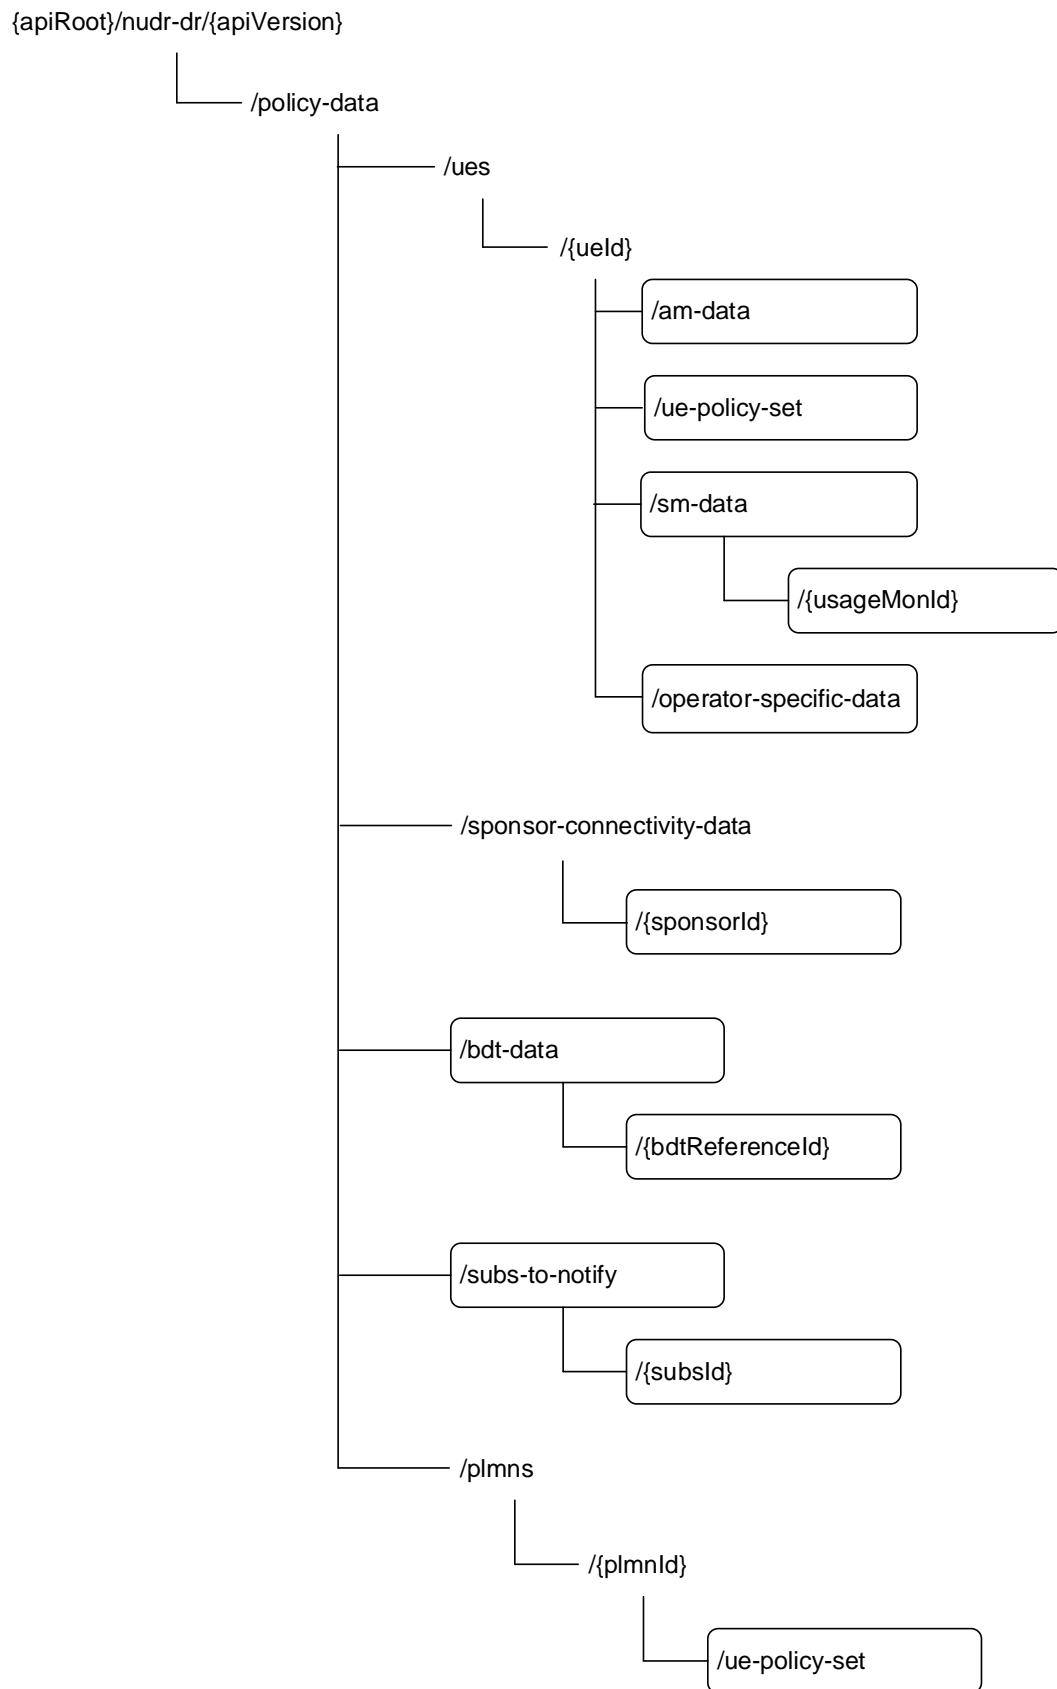 {apiRoot}/nudr-dr/{apiVersion}
/policy-data
/ues
/{ueId}
/am-data
/ue-policy-set
/sm-data
/{usageMonId}
/operator-specific-data
/sponsor-connectivity-data
/{sponsorId}
/bdt-data
/{bdtReferenceId}
/subs-to-notify
/{subsId}
/plmns
/{plmnId}
/ue-policy-set